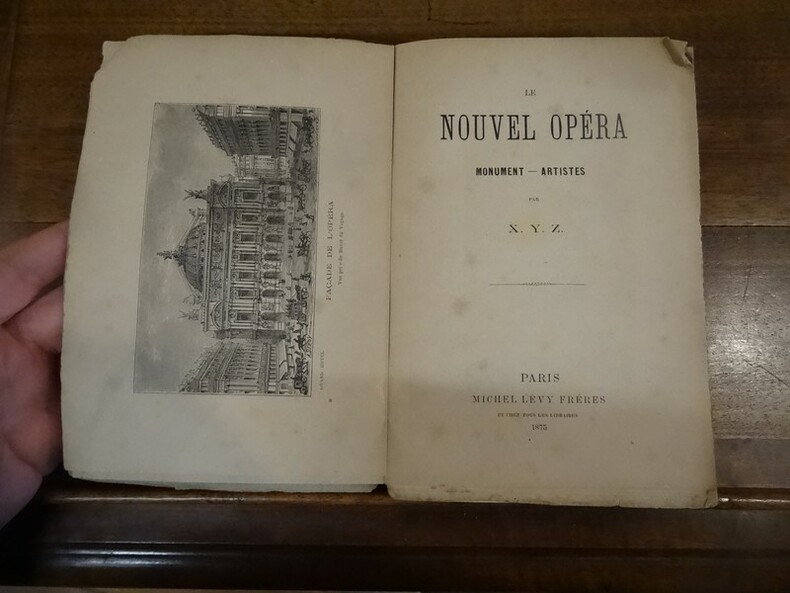 FAÇADE DE L'OPÉRA
LE
NOUVEL OPÉRA
MONUMENT — ARTISTES
PAR
X. Y. Z.
PARIS
MICHEL LÉVY FRÈRES
ET CHEZ TOUS LES LIBRAIRES
1875